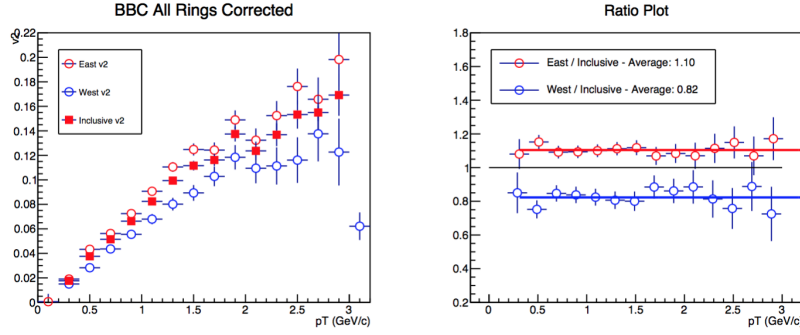 BBC All Rings Corrected
v2
0.22
0.2
0.18
0.16
0.14
0.12
0.1
0.08
0.06
0.04
0.02
0
East v2
West v2
Inclusive v2
0 0.5 1 1.5 2 2.5 3
pT (GeV/c)
Ratio Plot
1.8
1.6
1.4
1.2
1
0.8
0.6
0.4
0.2
East / Inclusive - Average: 1.10
West / Inclusive - Average: 0.82
0 0.5 1 1.5 2 2.5 3
pT (GeV/c)